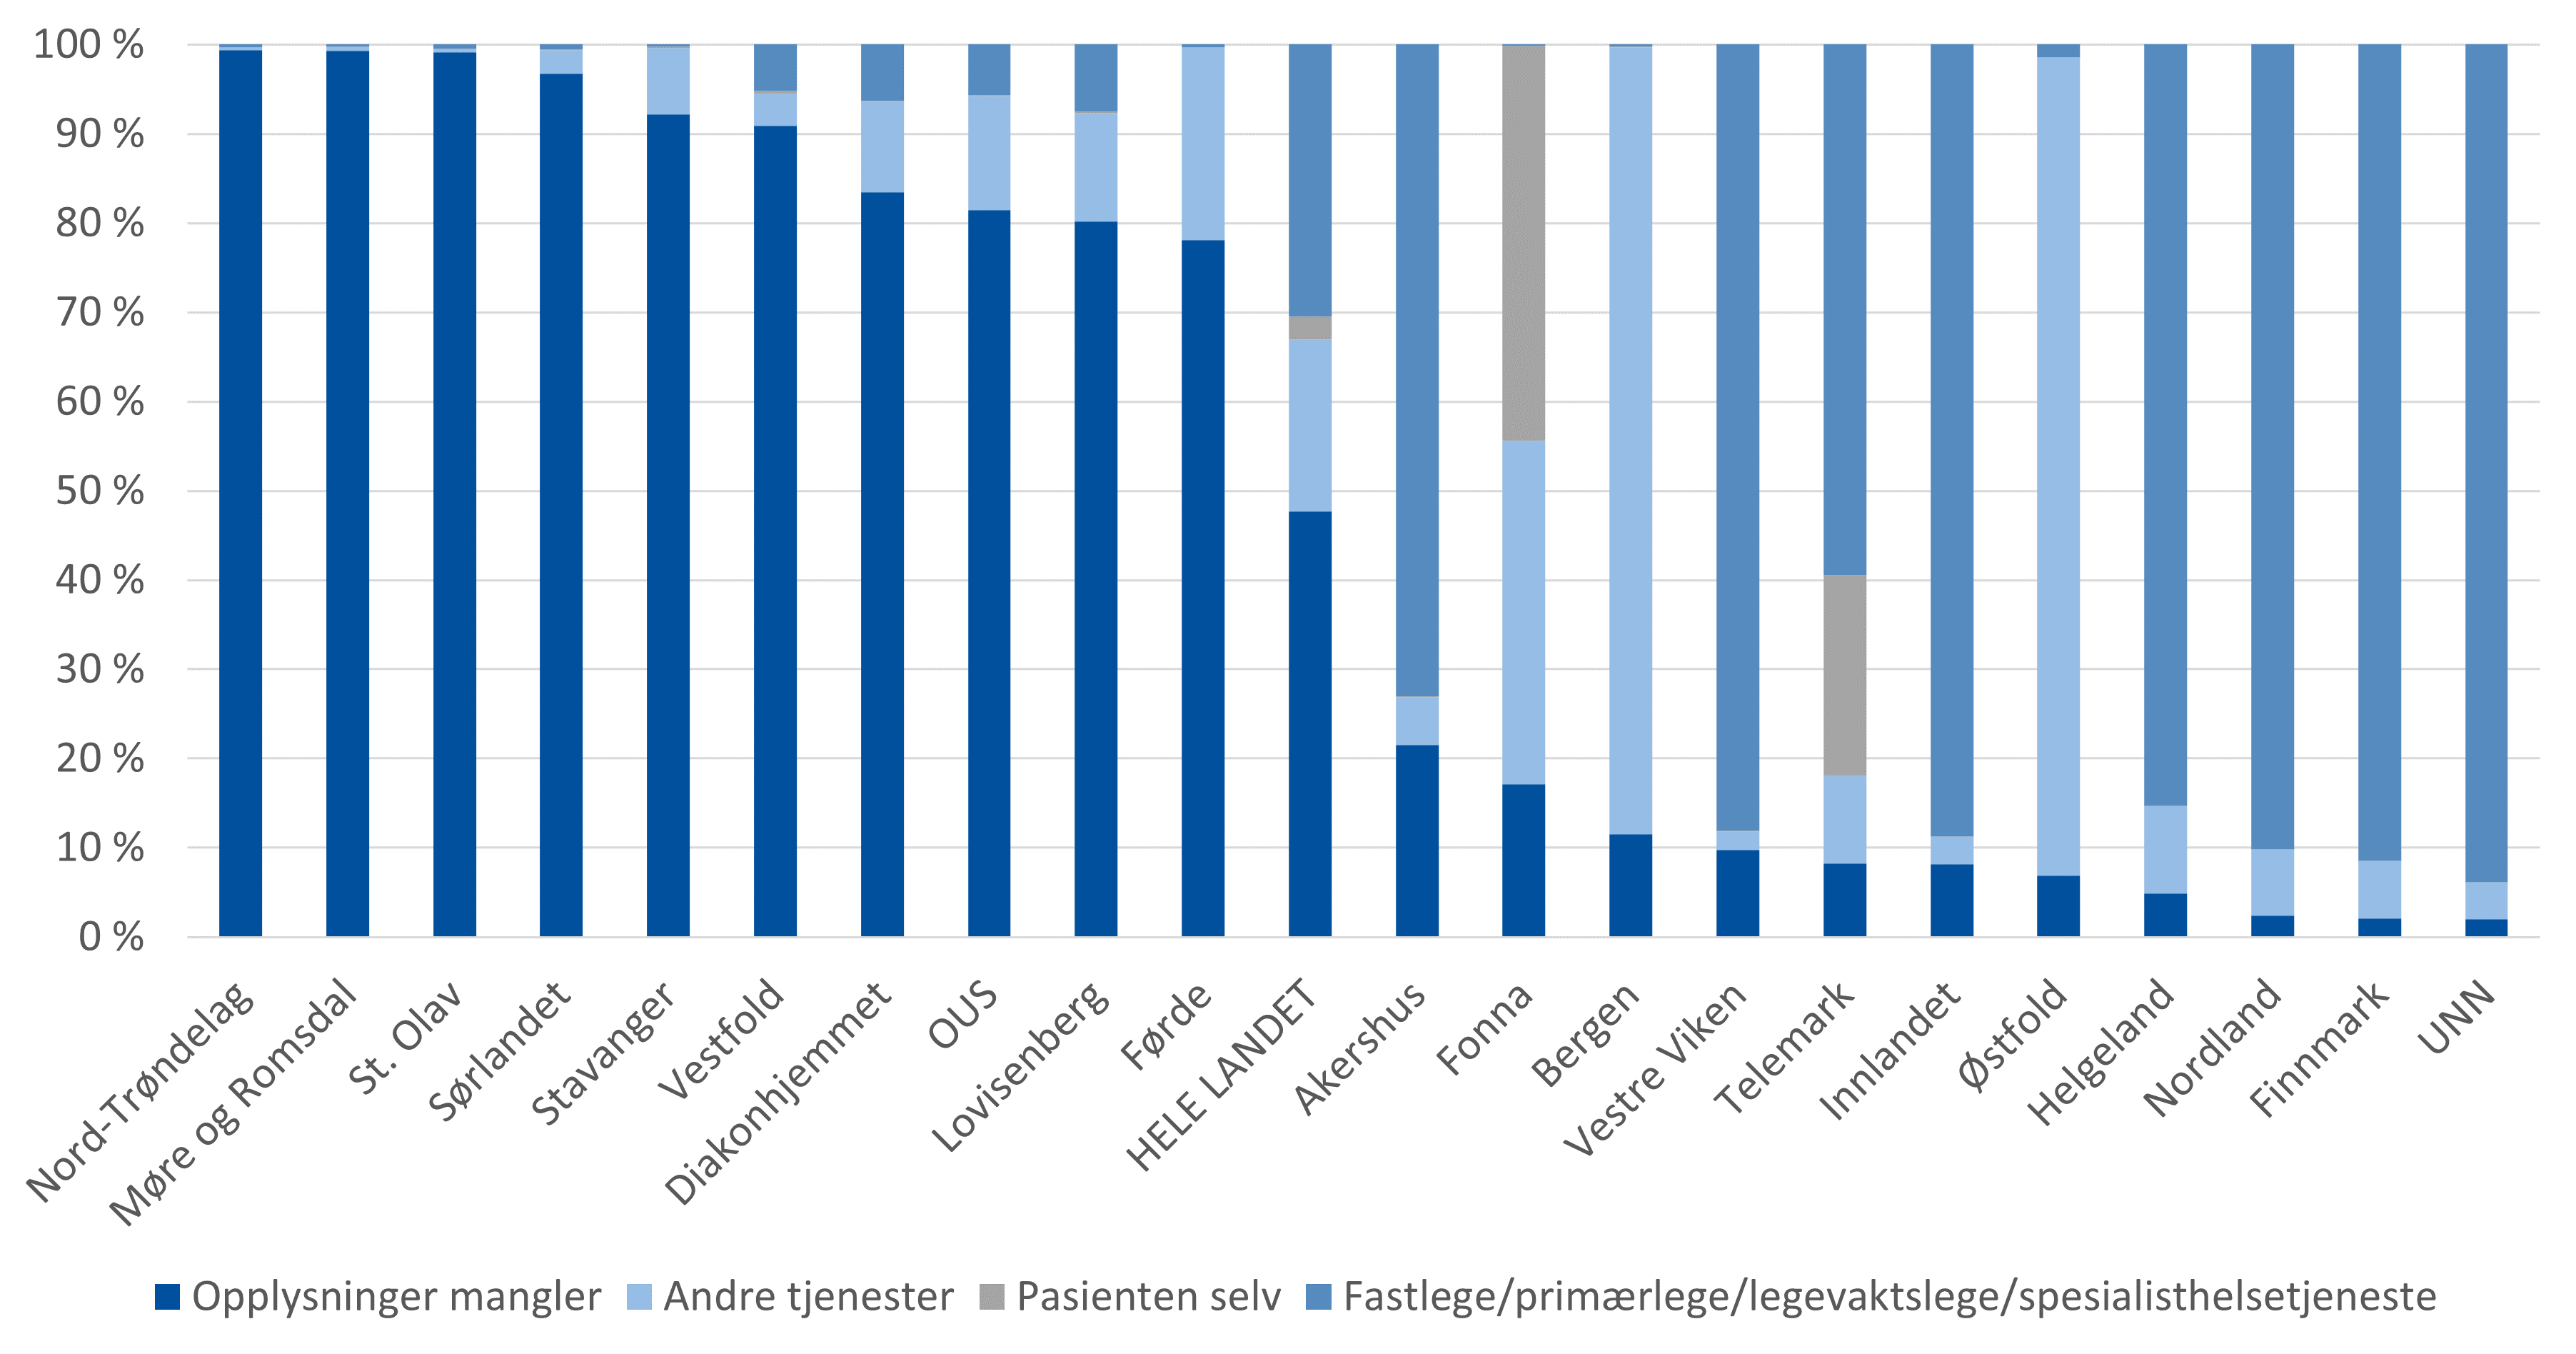 100 %
90 %
80 %
70 %
60 %
50 %
40 %
30 %
20 %
10 %
0 %
Nord-Trøndelag
Møre og Romsdal
St. Olav
Sørlandet
Stavanger
Vestfold
Diakonhjemmet
OUS
Lovisenberg
Førde
HELE LANDET
Akershus
Fonna
Bergen
Vestre Viken
Telemark
Innlandet
Østfold
Helgeland
Nordland
Finnmark
UNN
Opplysninger mangler Andre tjenester Pasienten selv Fastlege/primærlege/legevaktslege/spesialisthelsetjeneste